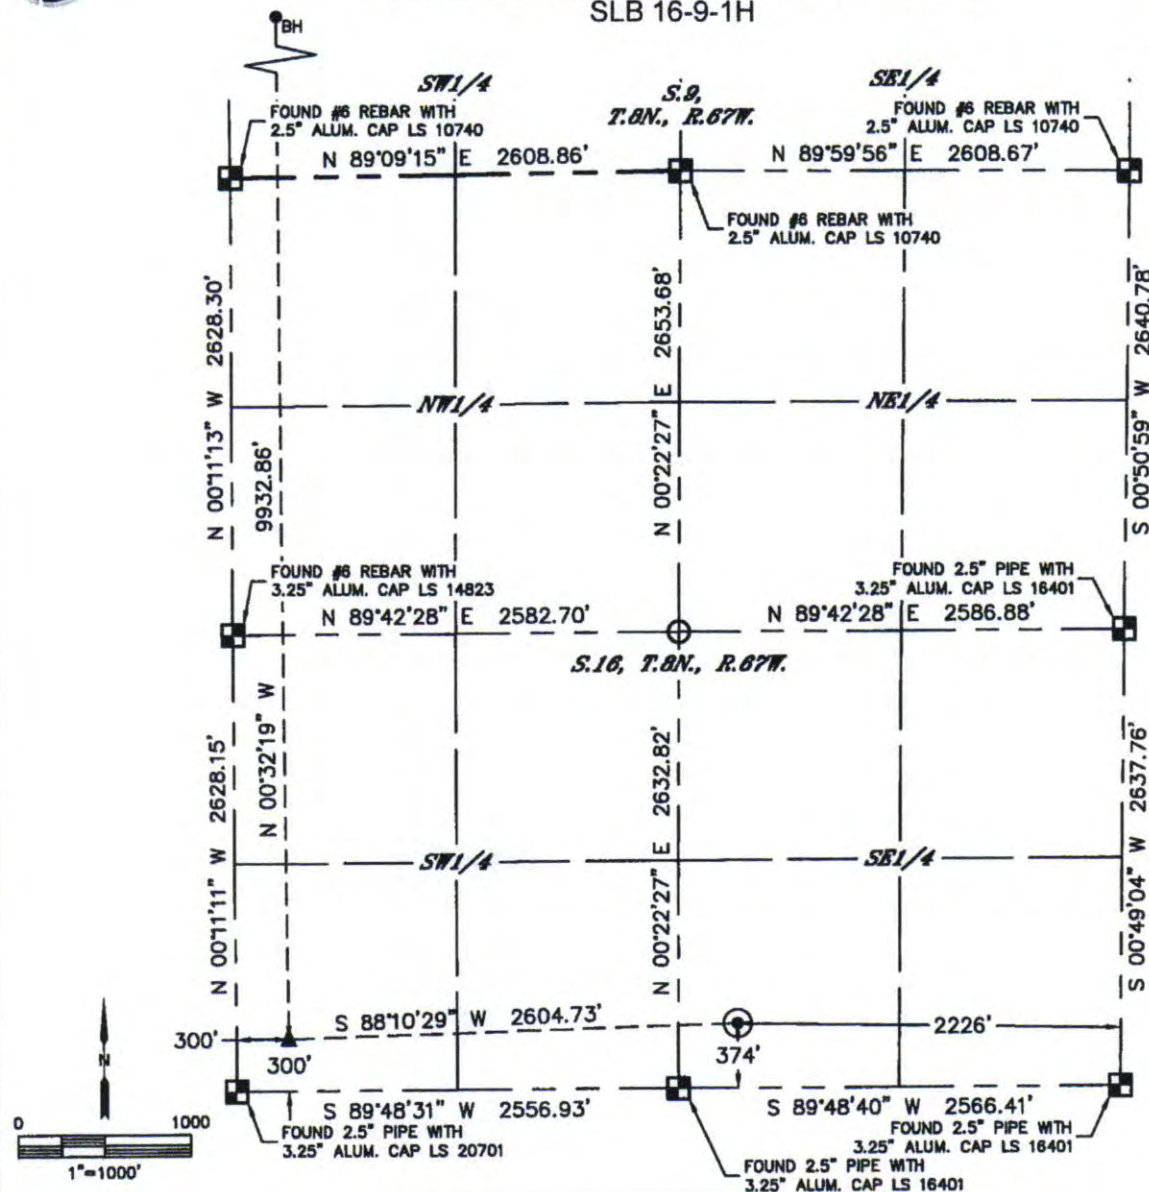 SLB 16-9-1H
BH
SW1/4
SE1/4
S.9,
T.8N., R.67W.
FOUND #6 REBAR WITH
2.5" ALUM. CAP LS 10740
FOUND #6 REBAR WITH
2.5" ALUM. CAP LS 10740
N 89°09'15" E 2608.86'
N 89°59'56" E 2608.67'
FOUND #6 REBAR WITH
2.5" ALUM. CAP LS 10740
N 00°11'13" W 2628.30'
9932.86'
N 00°22'27" E 2653.68'
S 00°50'59" W 2640.78'
NW1/4
NE1/4
FOUND #6 REBAR WITH
3.25" ALUM. CAP LS 14823
FOUND 2.5" PIPE WITH
3.25" ALUM. CAP LS 16401
N 89°42'28" E 2582.70'
N 89°42'28" E 2586.88'
S.16, T.8N., R.67W.
N 00°11'11" W 2628.15'
N 00°32'19" W
N 00°22'27" E 2632.82'
S 00°49'04" W 2637.76'
SW1/4
SE1/4
S 88°10'29" W 2604.73'
2226'
300'
300'
374'
N
S 89°48'31" W 2556.93'
S 89°48'40" W 2566.41'
0 1000
1"=1000'
FOUND 2.5" PIPE WITH
3.25" ALUM. CAP LS 20701
FOUND 2.5" PIPE WITH
3.25" ALUM. CAP LS 16401
FOUND 2.5" PIPE WITH
3.25" ALUM. CAP LS 16401